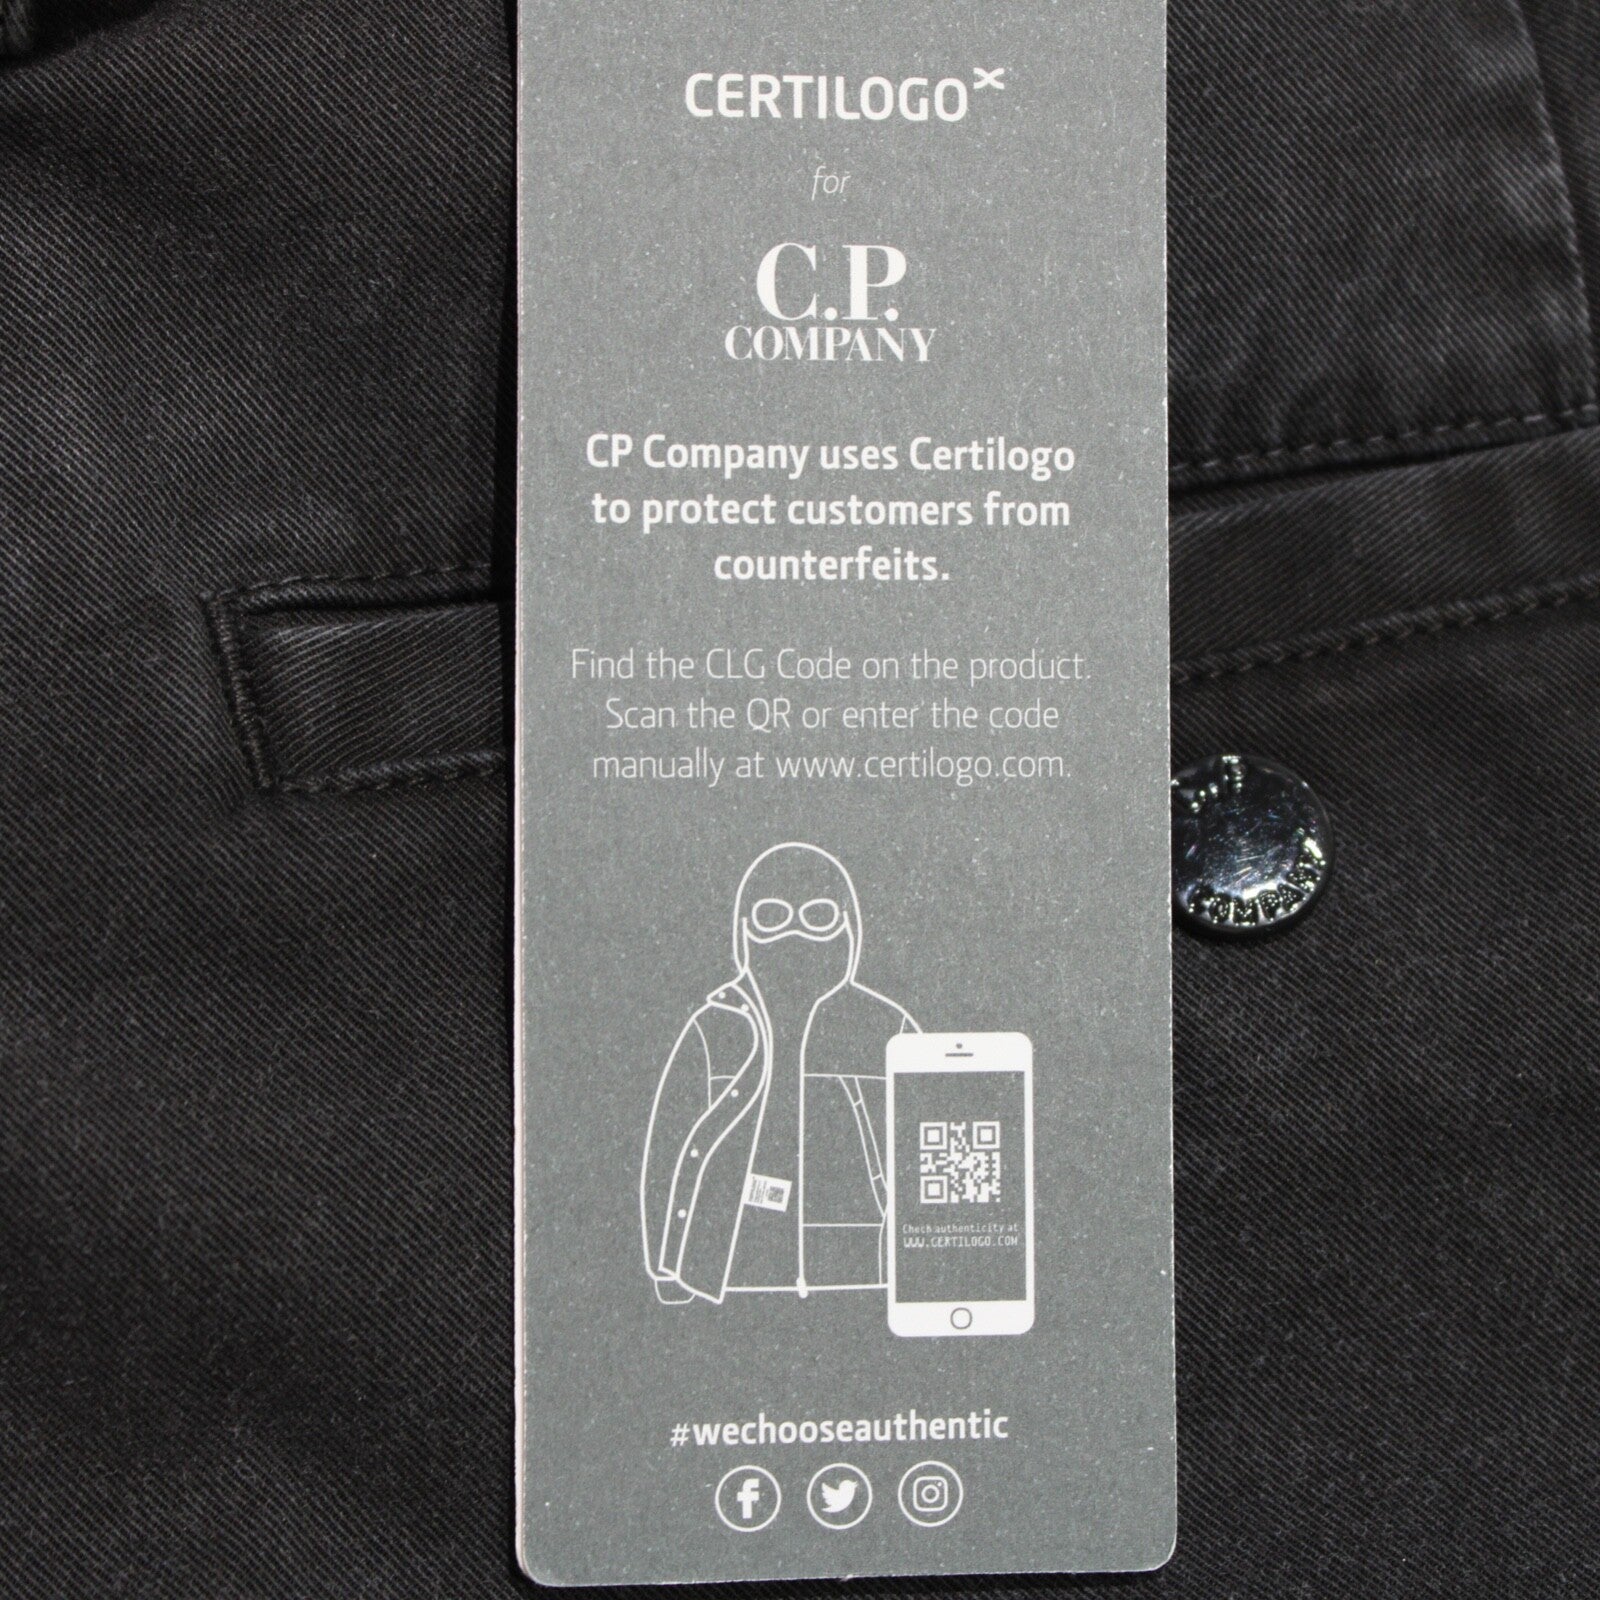 CERTILOGO
for
C.P.
COMPANY
CP Company uses Certilogo
to protect customers from
counterfeits.
Find the CLG Code on the product.
Scan the QR or enter the code
manually at www.certilogo.com.
Check authenticity at
WWW.CERTILOGO.COM
#wechooseauthentic
COMPANY